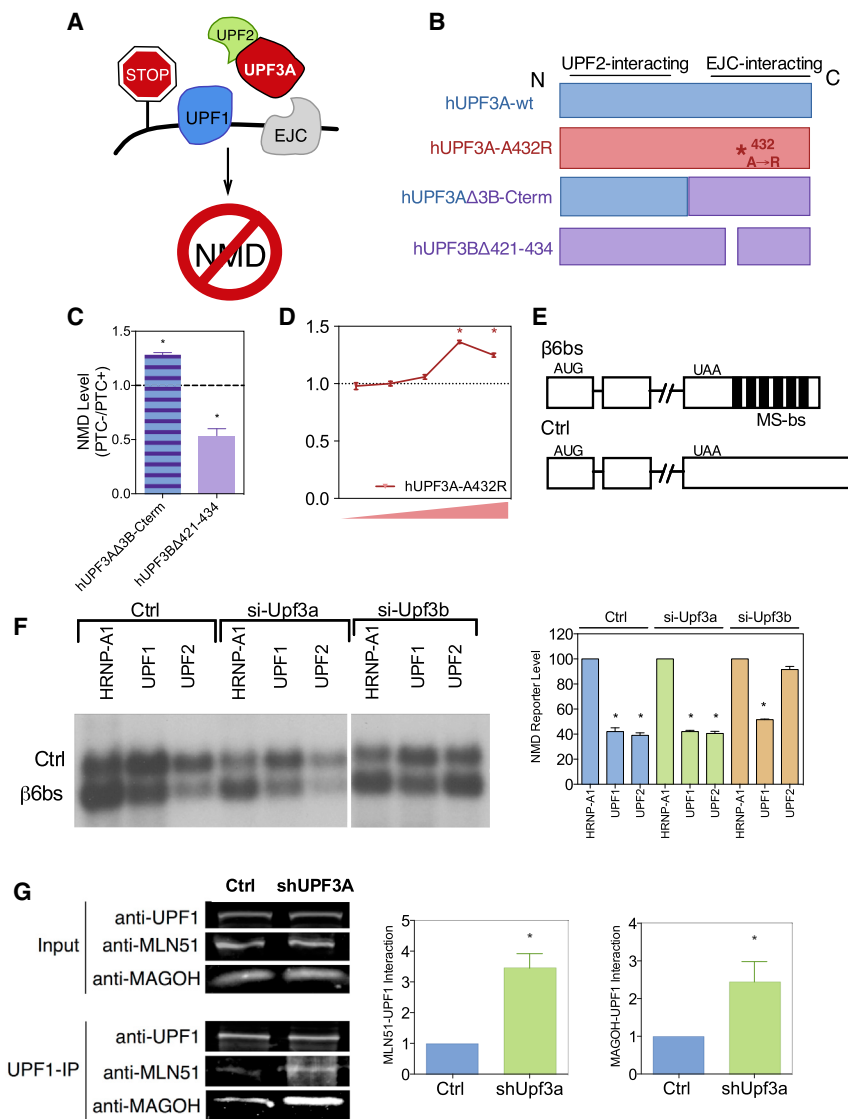 A
UPF2
UPF3A
STOP
UPF1
EJC
NMD
B
UPF2-interacting
EJC-interacting
N
C
hUPF3A-wt
hUPF3A-A432R
* 432
A→R
hUPF3AΔ3B-Cterm
hUPF3BΔ421-434
C
NMD Level
(PTC-/PTC+)
1.5
1.0
0.5
0.0
*
*
hUPF3AΔ3B-Cterm
hUPF3BΔ421-434
D
1.5
1.0
0.5
0.0
* *
hUPF3A-A432R
E
β6bs
AUG
UAA
MS-bs
Ctrl
AUG
UAA
F
Ctrl
si-Upf3a
si-Upf3b
HRNP-A1
UPF1
UPF2
HRNP-A1
UPF1
UPF2
HRNP-A1
UPF1
UPF2
Ctrl
β6bs
Ctrl
si-Upf3a
si-Upf3b
NMD Reporter Level
120
100
80
60
40
20
0
* * * * *
HRNP-A1
UPF1
UPF2
HRNP-A1
UPF1
UPF2
HRNP-A1
UPF1
UPF2
G
Ctrl shUPF3A
Input
anti-UPF1
anti-MLN51
anti-MAGOH
UPF1-IP
anti-UPF1
anti-MLN51
anti-MAGOH
MLN51-UPF1 Interaction
5
4
3
2
1
0
*
Ctrl shUpf3a
MAGOH-UPF1 Interaction
4
3
2
1
0
*
Ctrl shUpf3a